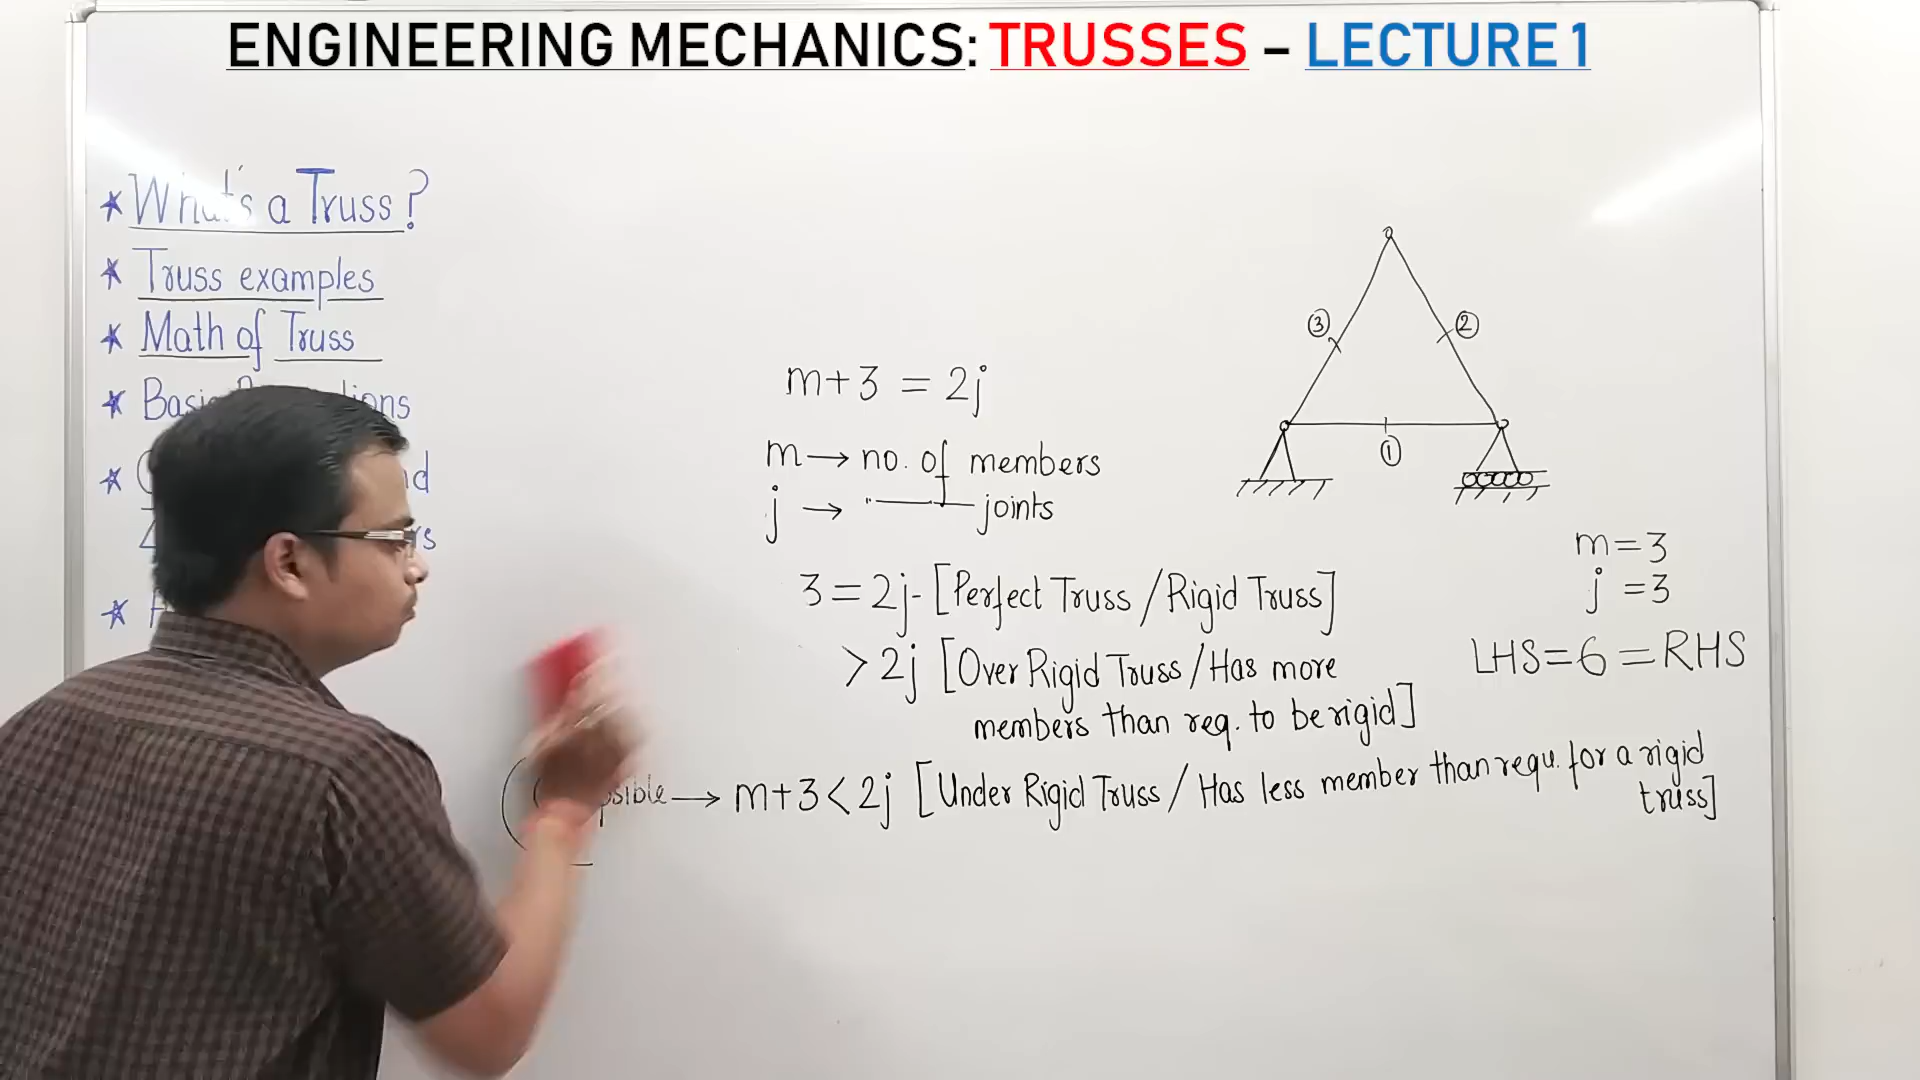 ENGINEERING MECHANICS: TRUSSES – LECTURE 1
* What's a Truss?
* Truss examples
* Math of Truss
m+3 = 2j
m → no. of members
j → " joints
3 = 2j - [Perfect Truss / Rigid Truss]
> 2j [Over Rigid Truss / Has more
members than req. to be rigid]
→ m+3 < 2j [Under Rigid Truss / Has less member than requ. for a rigid
truss]
3
2
1
m = 3
j = 3
LHS = 6 = RHS